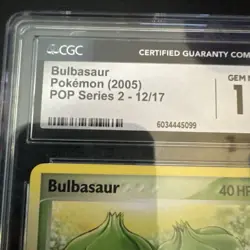 CGC
CERTIFIED GUARANTY COM
Bulbasaur
Pokémon (2005)
POP Series 2 - 12/17
GEM
1
6034445099
Bulbasaur
40 HP